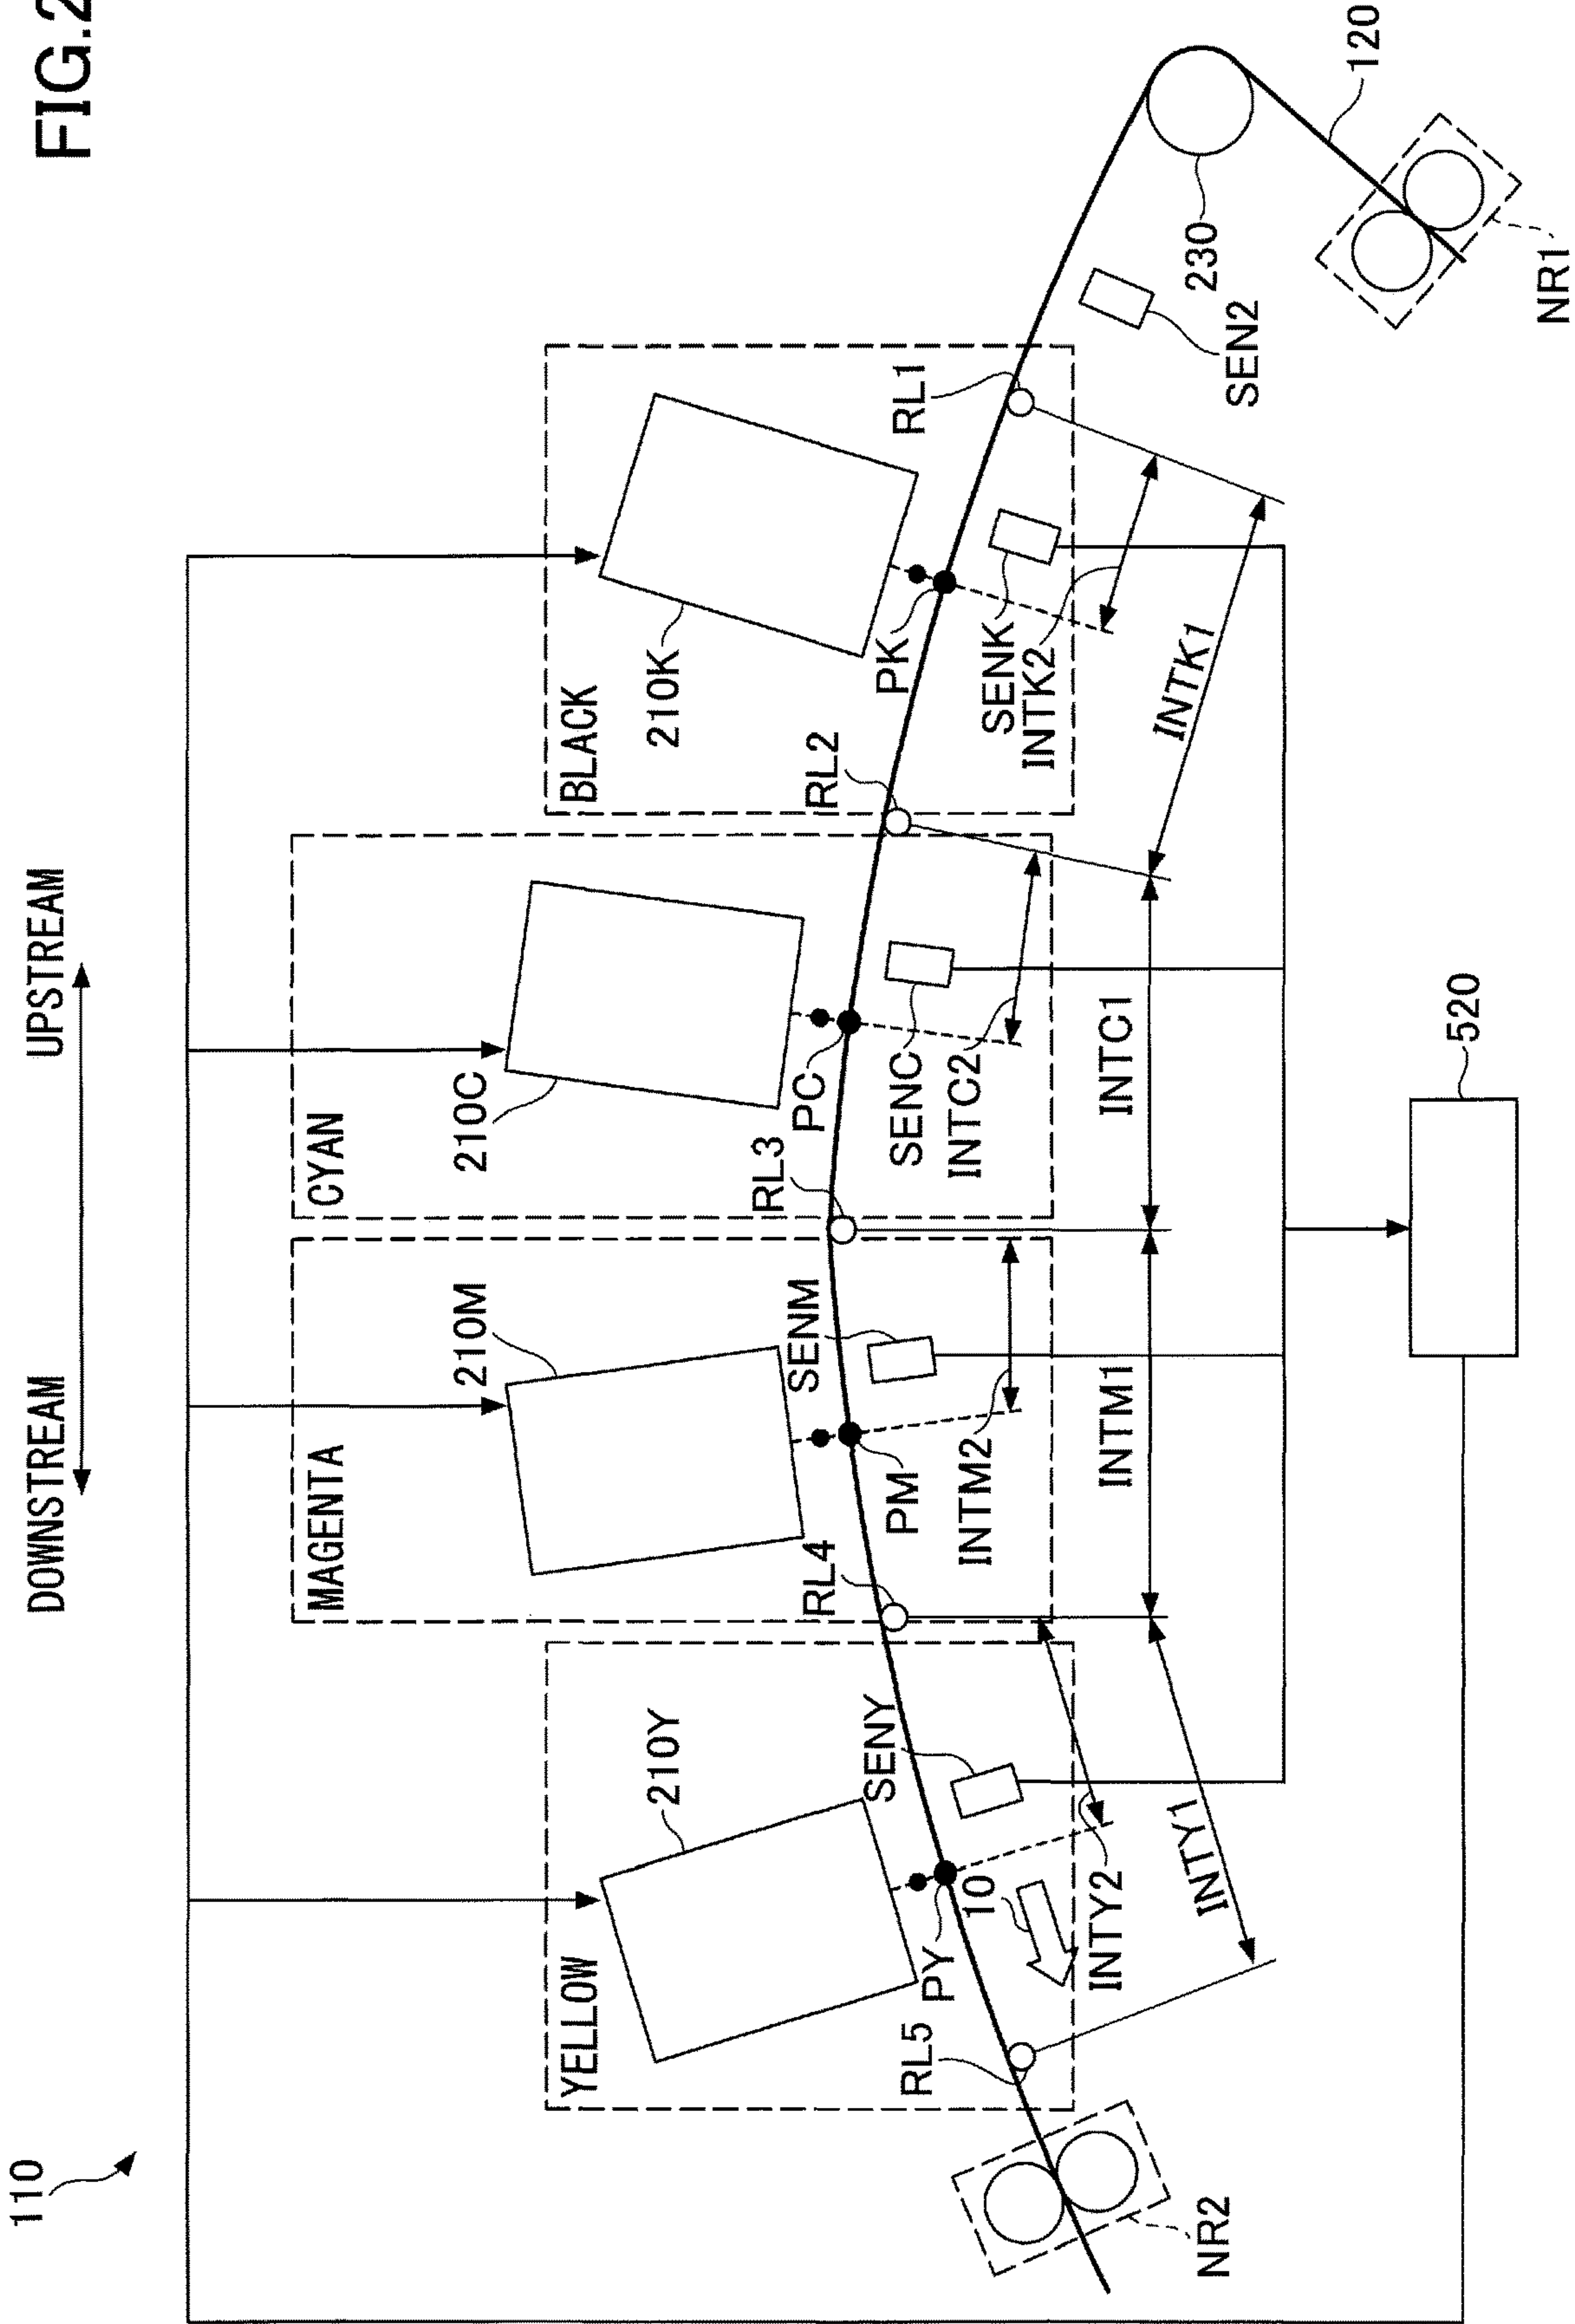 FIG.2
110
DOWNSTREAM
UPSTREAM
YELLOW
210Y
MAGENTA
210M
CYAN
210C
BLACK
210K
PY
SENY
RL5
10
RL4
PM
SENM
RL3
PC
SENC
RL2
PK
SENK
RL1
INTY2
INTY1
INTM2
INTM1
INTC2
INTC1
INTK2
INTK1
SEN2
230
120
NR1
NR2
520